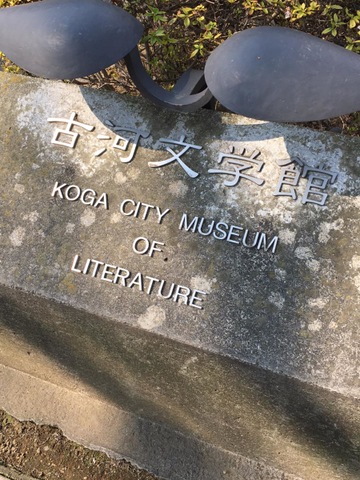 古河文学館
KOGA CITY MUSEUM
OF
LITERATURE